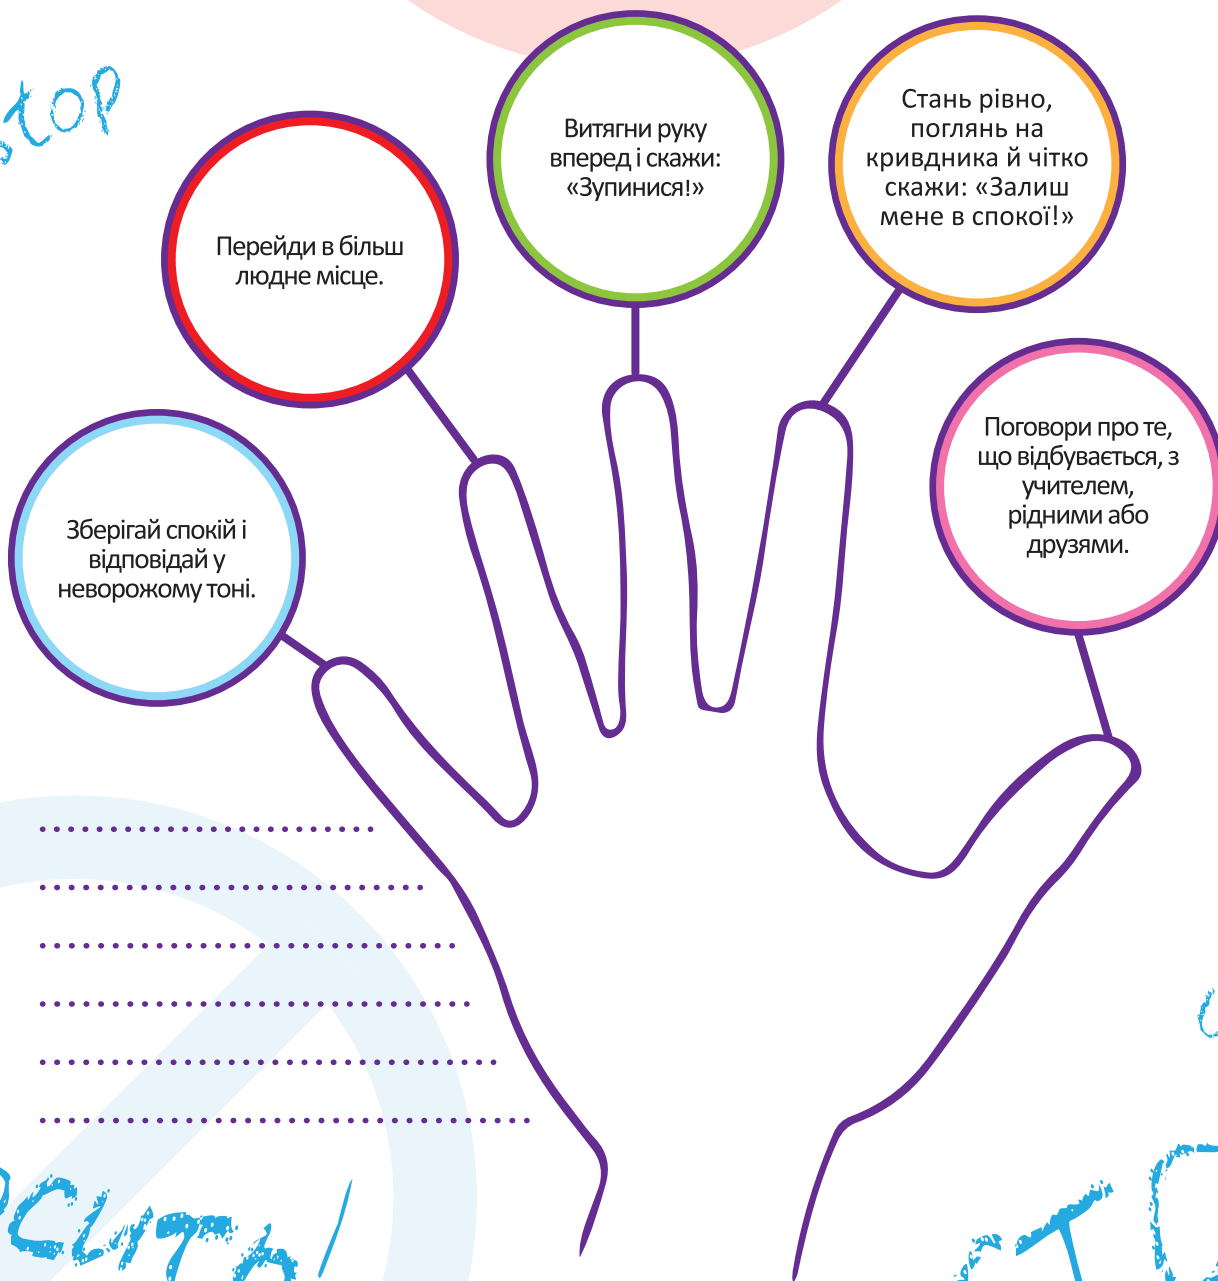 stop
Витягни руку
вперед і скажи:
«Зупинися!»
Стань рівно,
поглянь на
кривдника й чітко
скажи: «Залиш
мене в спокої!»
Перейди в більш
людне місце.
Поговори про те,
що відбувається, з
учителем,
рідними або
друзями.
Зберігай спокій і
відповідай у
неворожому тоні.